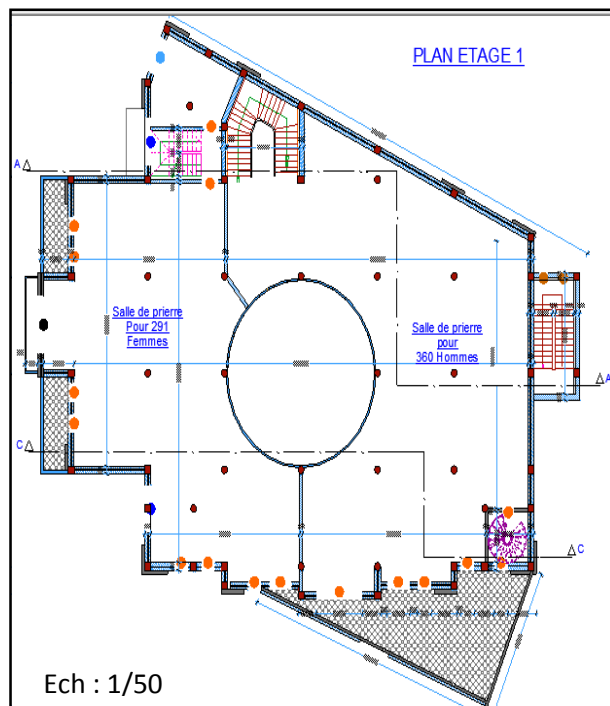 PLAN ETAGE 1
A
A
C
C
Salle de prierre
Pour 291
Femmes
Salle de prierre
pour
360 Hommes
Ech : 1/50